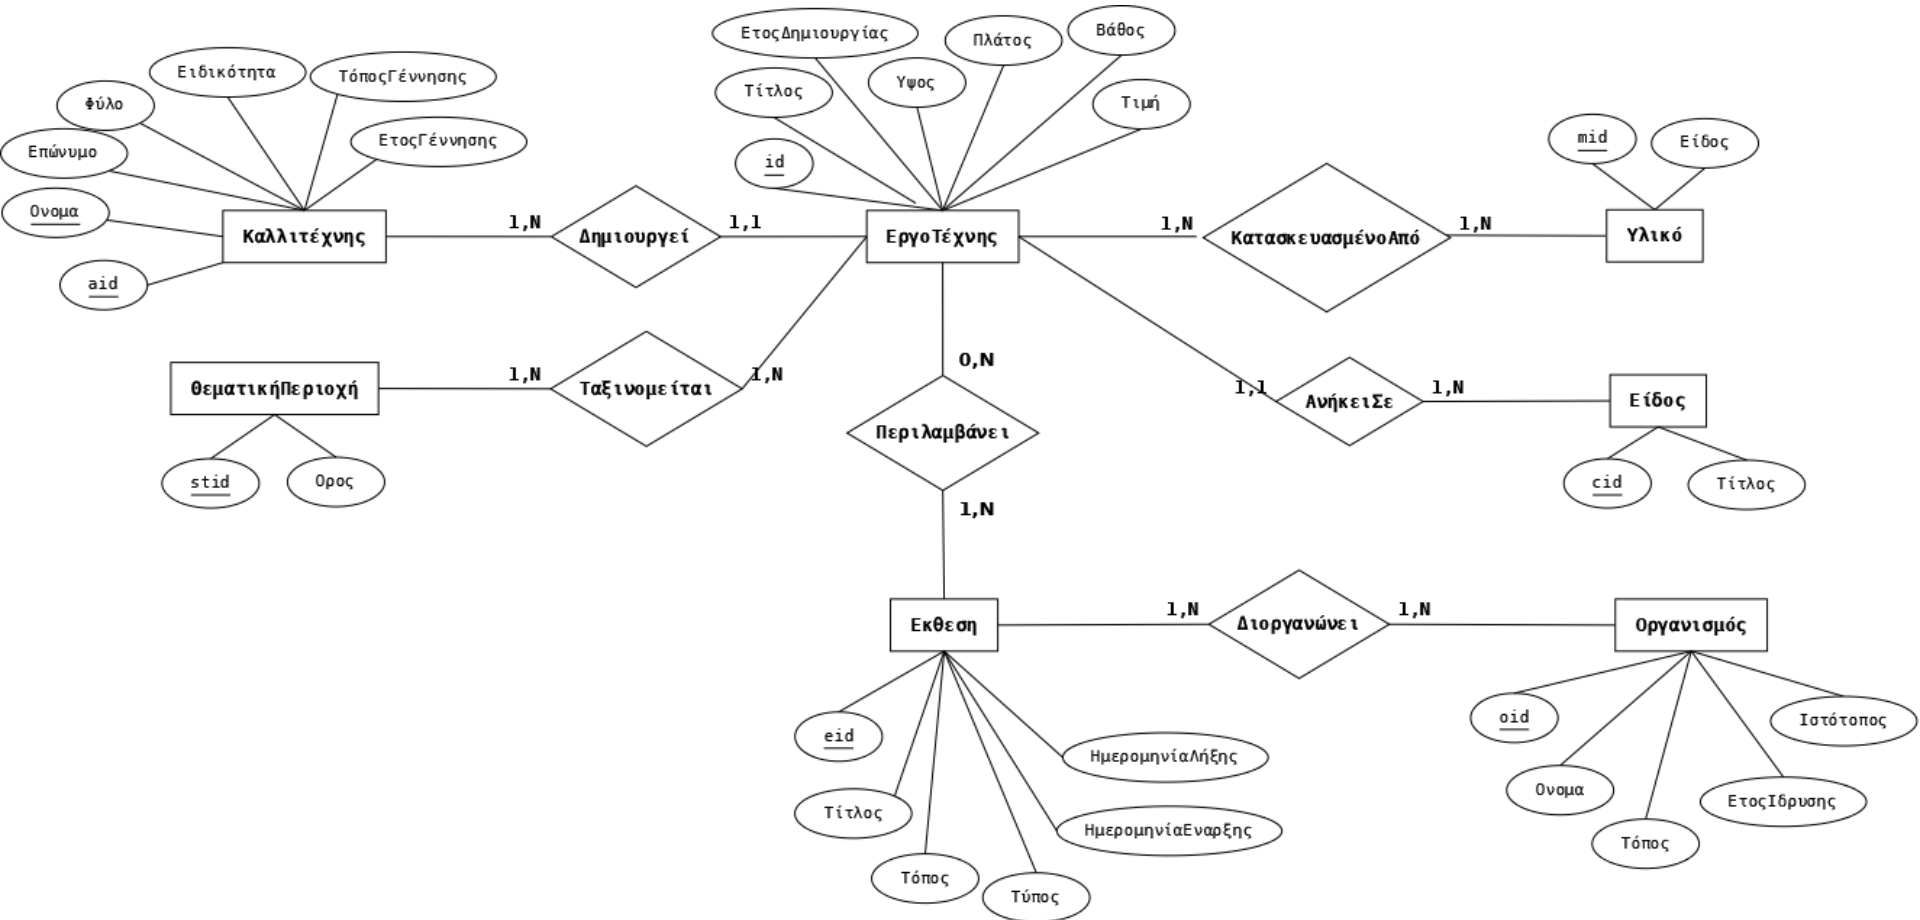 ΕτοςΔημιουργίας
Πλάτος
Βάθος
Ειδικότητα
ΤόποςΓέννησης
Τίτλος
Υψος
Τιμή
Φύλο
Επώνυμο
ΕτοςΓέννησης
id
mid
Είδος
Ονομα
Καλλιτέχνης
1,N
Δημιουργεί
1,1
ΕργοΤέχνης
1,N
ΚατασκευασμένοΑπό
1,N
Υλικό
aid
ΘεματικήΠεριοχή
1,N
Ταξινομείται
1,N
0,N
1,1
ΑνήκειΣε
1,N
Είδος
Περιλαμβάνει
stid
Ορος
cid
Τίτλος
1,N
Εκθεση
1,N
Διοργανώνει
1,N
Οργανισμός
eid
ΗμερομηνίαΛήξης
oid
Ιστότοπος
Τίτλος
ΗμερομηνίαΕναρξης
Ονομα
ΕτοςΙδρυσης
Τόπος
Τύπος
Τόπος